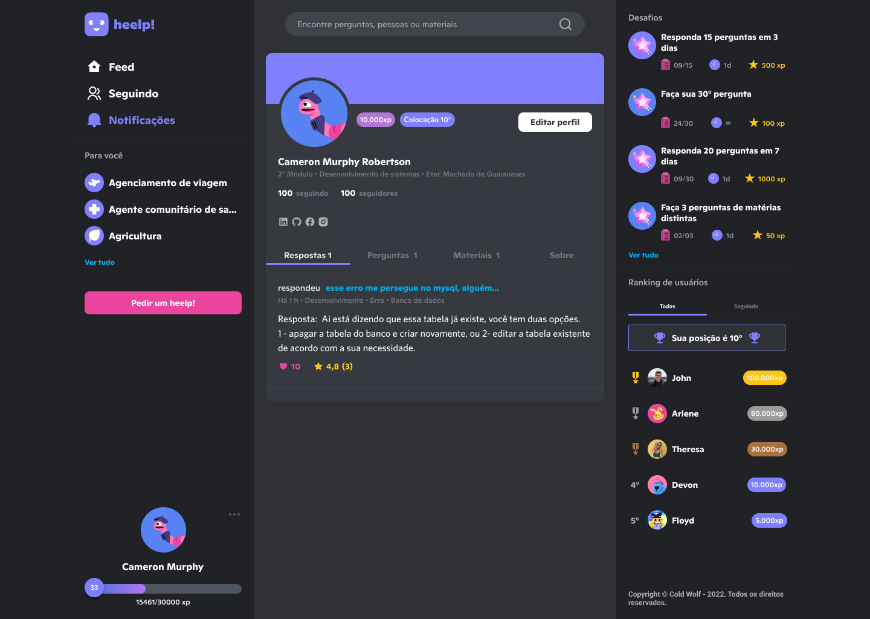 heelp!
Feed
Seguindo
Notificações
Para você
Agenciamento de viagem
Agente comunitário de sa...
Agricultura
Ver tudo
Pedir um heelp!
Cameron Murphy
33
15461/30000 xp
Encontre perguntas, pessoas ou materiais
10.000xp
Colocação 10°
Editar perfil
Cameron Murphy Robertson
2° Módulo • Desenvolvimento de sistemas • Etec Machado de Guaianases
100 seguindo 100 seguidores
Respostas 1 Perguntas 1 Materiais 1 Sobre
respondeu esse erro me persegue no mysql, alguém...
Há 1 h • Desenvolvimento • Erro • Banco de dados
Resposta: Ai está dizendo que essa tabela já existe, você tem duas opções.
1 - apagar a tabela do banco e criar novamente, ou 2- editar a tabela existente
de acordo com a sua necessidade.
10 4,8 (3)
Desafios
Responda 15 perguntas em 3
dias
09/15 1d 500 xp
Faça sua 30° pergunta
24/30 ∞ 100 xp
Responda 20 perguntas em 7
dias
09/30 1d 1000 xp
Faça 3 perguntas de matérias
distintas
02/03 1d 50 xp
Ver tudo
Ranking de usuários
Todos Seguindo
Sua posição é 10°
John 100.000xp
Arlene 80.000xp
Theresa 30.000xp
4° Devon 10.000xp
5° Floyd 5.000xp
Copyright © Cold Wolf - 2022. Todos os direitos
reservados.